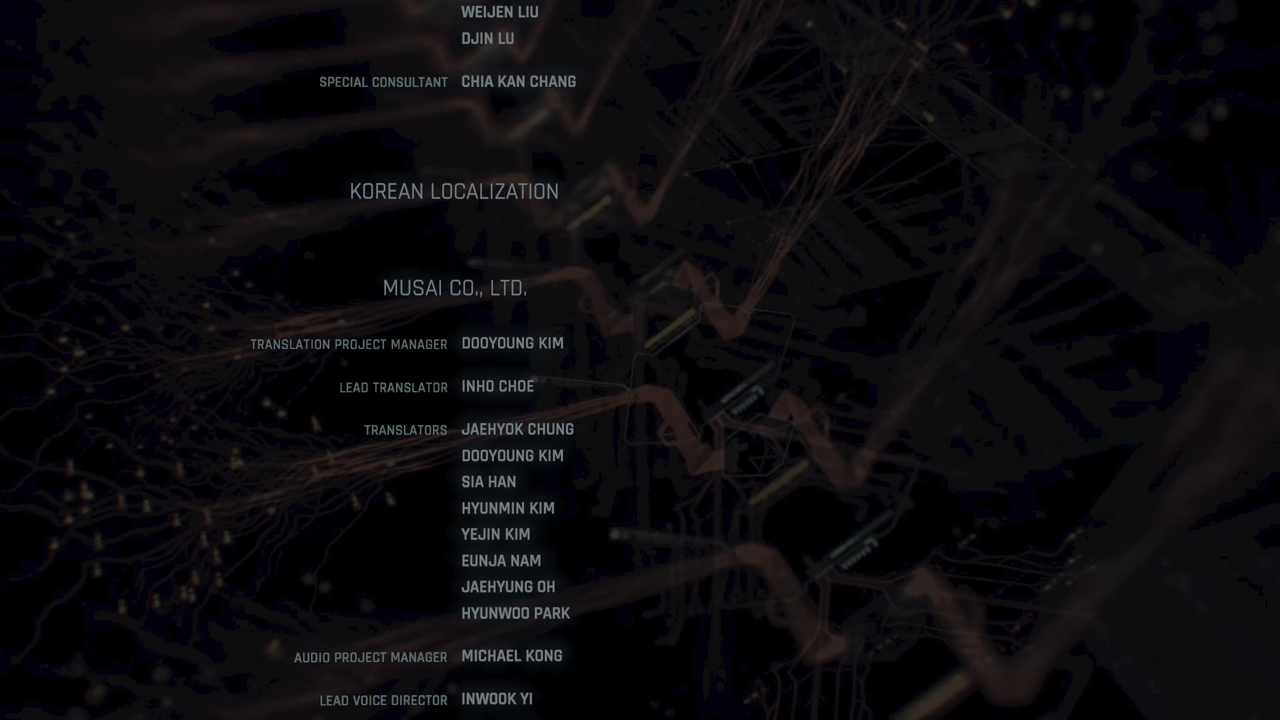 WEIJEN LIU
DJIN LU
SPECIAL CONSULTANT CHIA KAN CHANG
KOREAN LOCALIZATION
MUSAI CO., LTD.
TRANSLATION PROJECT MANAGER DOOYOUNG KIM
LEAD TRANSLATOR INHO CHOE
TRANSLATORS JAEHYOK CHUNG
DOOYOUNG KIM
SIA HAN
HYUNMIN KIM
YEJIN KIM
EUNJA NAM
JAEHYUNG OH
HYUNWOO PARK
AUDIO PROJECT MANAGER MICHAEL KONG
LEAD VOICE DIRECTOR INWOOK YI